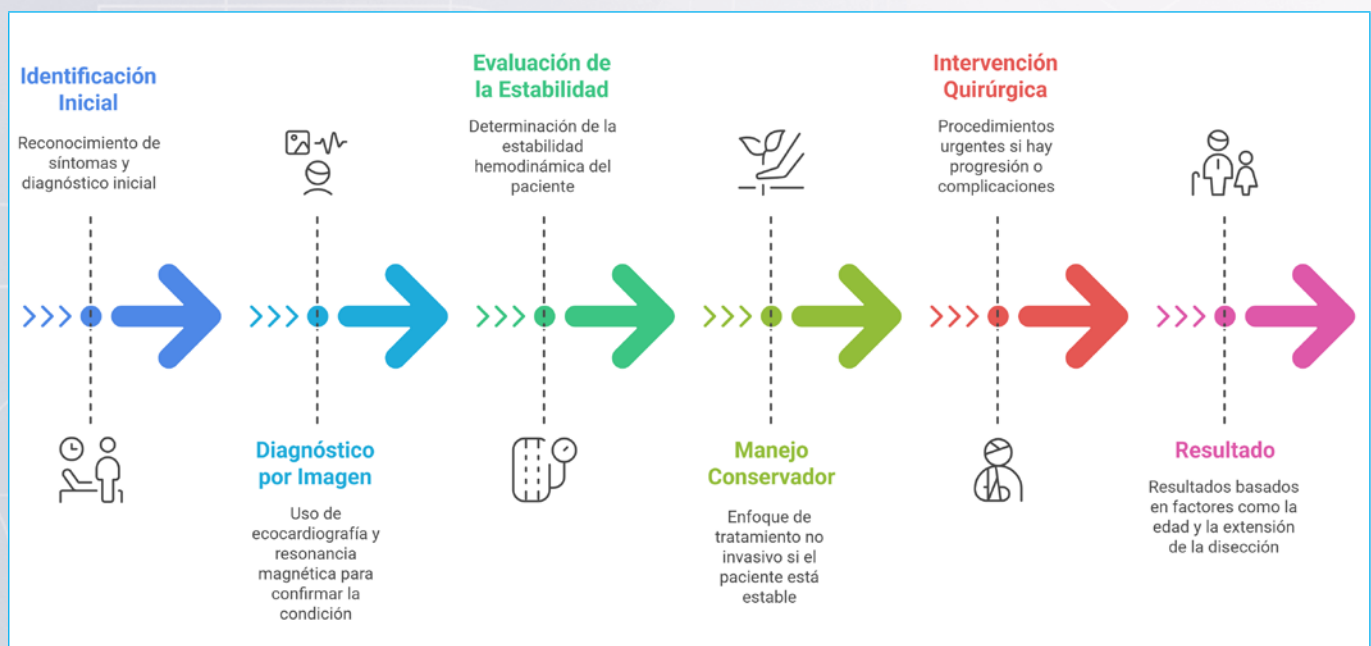 Identificación
Inicial
Reconocimiento de
síntomas y
diagnóstico inicial
Diagnóstico
por Imagen
Uso de
ecocardiografía y
resonancia
magnética para
confirmar la
condición
Evaluación de
la Estabilidad
Determinación de la
estabilidad
hemodinámica del
paciente
Manejo
Conservador
Enfoque de
tratamiento no
invasivo si el
paciente está
estable
Intervención
Quirúrgica
Procedimientos
urgentes si hay
progresión o
complicaciones
Resultado
Resultados basados
en factores como la
edad y la extensión
de la disección